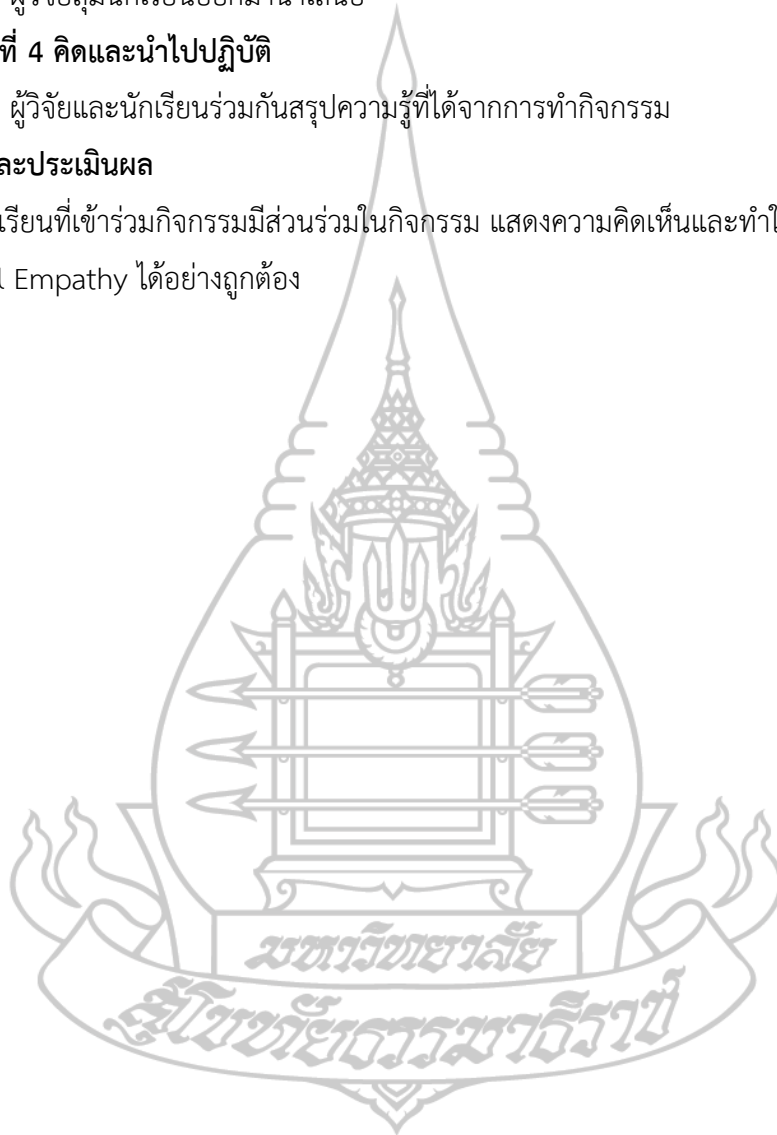 ผู้วิจัยสุ่มนักเรียนออกมานำเสนอ
ที่ 4 คิดและนำไปปฏิบัติ
ผู้วิจัยและนักเรียนร่วมกันสรุปความรู้ที่ได้จากการทำกิจกรรม
ละประเมินผล
เรียนที่เข้าร่วมกิจกรรมมีส่วนร่วมในกิจกรรม แสดงความคิดเห็นและทำใ
l Empathy ได้อย่างถูกต้อง
มหาวิทยาลัย
สุโขทัยธรรมาธิราช